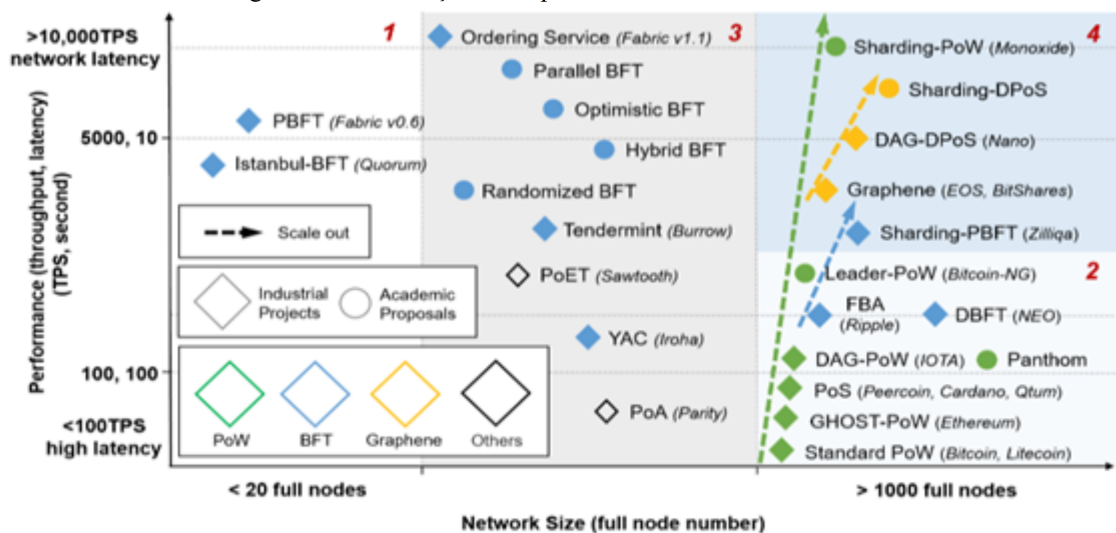 >10,000TPS
network latency
5000, 10
100, 100
<100TPS
high latency
Performance (throughput, latency)
(TPS, second)
1
3
4
2
Ordering Service (Fabric v1.1)
Parallel BFT
Optimistic BFT
Hybrid BFT
Randomized BFT
Tendermint (Burrow)
PoET (Sawtooth)
YAC (Iroha)
PoA (Parity)
PBFT (Fabric v0.6)
Istanbul-BFT (Quorum)
Scale out
Industrial
Projects
Academic
Proposals
PoW
BFT
Graphene
Others
Sharding-PoW (Monoxide)
Sharding-DPoS
DAG-DPoS (Nano)
Graphene (EOS, BitShares)
Sharding-PBFT (Zilliqa)
Leader-PoW (Bitcoin-NG)
FBA
(Ripple)
DBFT (NEO)
DAG-PoW (IOTA)
Panthom
PoS (Peercoin, Cardano, Qtum)
GHOST-PoW (Ethereum)
Standard PoW (Bitcoin, Litecoin)
< 20 full nodes
> 1000 full nodes
Network Size (full node number)